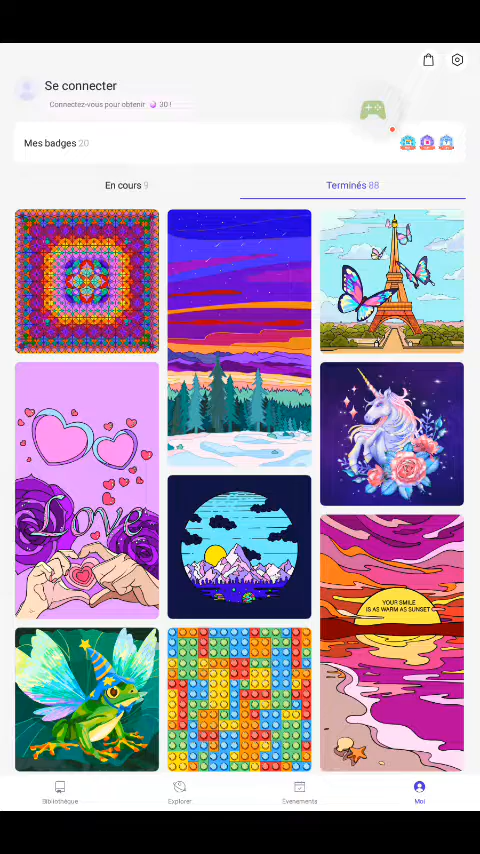 Se connecter
Connectez-vous pour obtenir 30 !
Mes badges 20
En cours 9
Terminés 88
Love
YOUR SMILE
IS AS WARM AS SUNSET
Bibliothèque
Explorer
Evenements
Moi